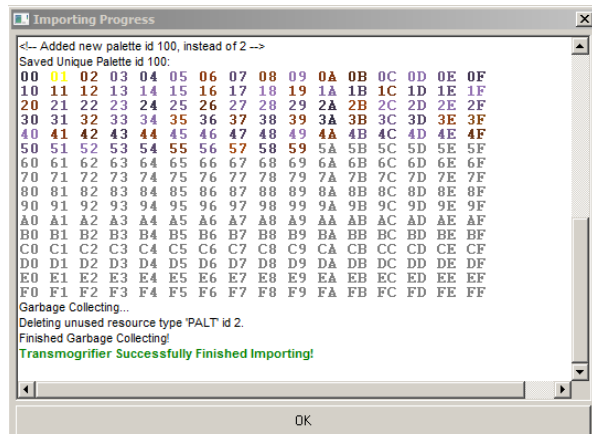 Importing Progress
<!-- Added new palette id 100, instead of 2 -->
Saved Unique Palette id 100:
00 01 02 03 04 05 06 07 08 09 0A 0B 0C 0D 0E 0F
10 11 12 13 14 15 16 17 18 19 1A 1B 1C 1D 1E 1F
20 21 22 23 24 25 26 27 28 29 2A 2B 2C 2D 2E 2F
30 31 32 33 34 35 36 37 38 39 3A 3B 3C 3D 3E 3F
40 41 42 43 44 45 46 47 48 49 4A 4B 4C 4D 4E 4F
50 51 52 53 54 55 56 57 58 59 5A 5B 5C 5D 5E 5F
60 61 62 63 64 65 66 67 68 69 6A 6B 6C 6D 6E 6F
70 71 72 73 74 75 76 77 78 79 7A 7B 7C 7D 7E 7F
80 81 82 83 84 85 86 87 88 89 8A 8B 8C 8D 8E 8F
90 91 92 93 94 95 96 97 98 99 9A 9B 9C 9D 9E 9F
A0 A1 A2 A3 A4 A5 A6 A7 A8 A9 AA AB AC AD AE AF
B0 B1 B2 B3 B4 B5 B6 B7 B8 B9 BA BB BC BD BE BF
C0 C1 C2 C3 C4 C5 C6 C7 C8 C9 CA CB CC CD CE CF
D0 D1 D2 D3 D4 D5 D6 D7 D8 D9 DA DB DC DD DE DF
E0 E1 E2 E3 E4 E5 E6 E7 E8 E9 EA EB EC ED EE EF
F0 F1 F2 F3 F4 F5 F6 F7 F8 F9 FA FB FC FD FE FF
Garbage Collecting...
Deleting unused resource type 'PALT' id 2.
Finished Garbage Collecting!
Transmogrifier Successfully Finished Importing!
OK